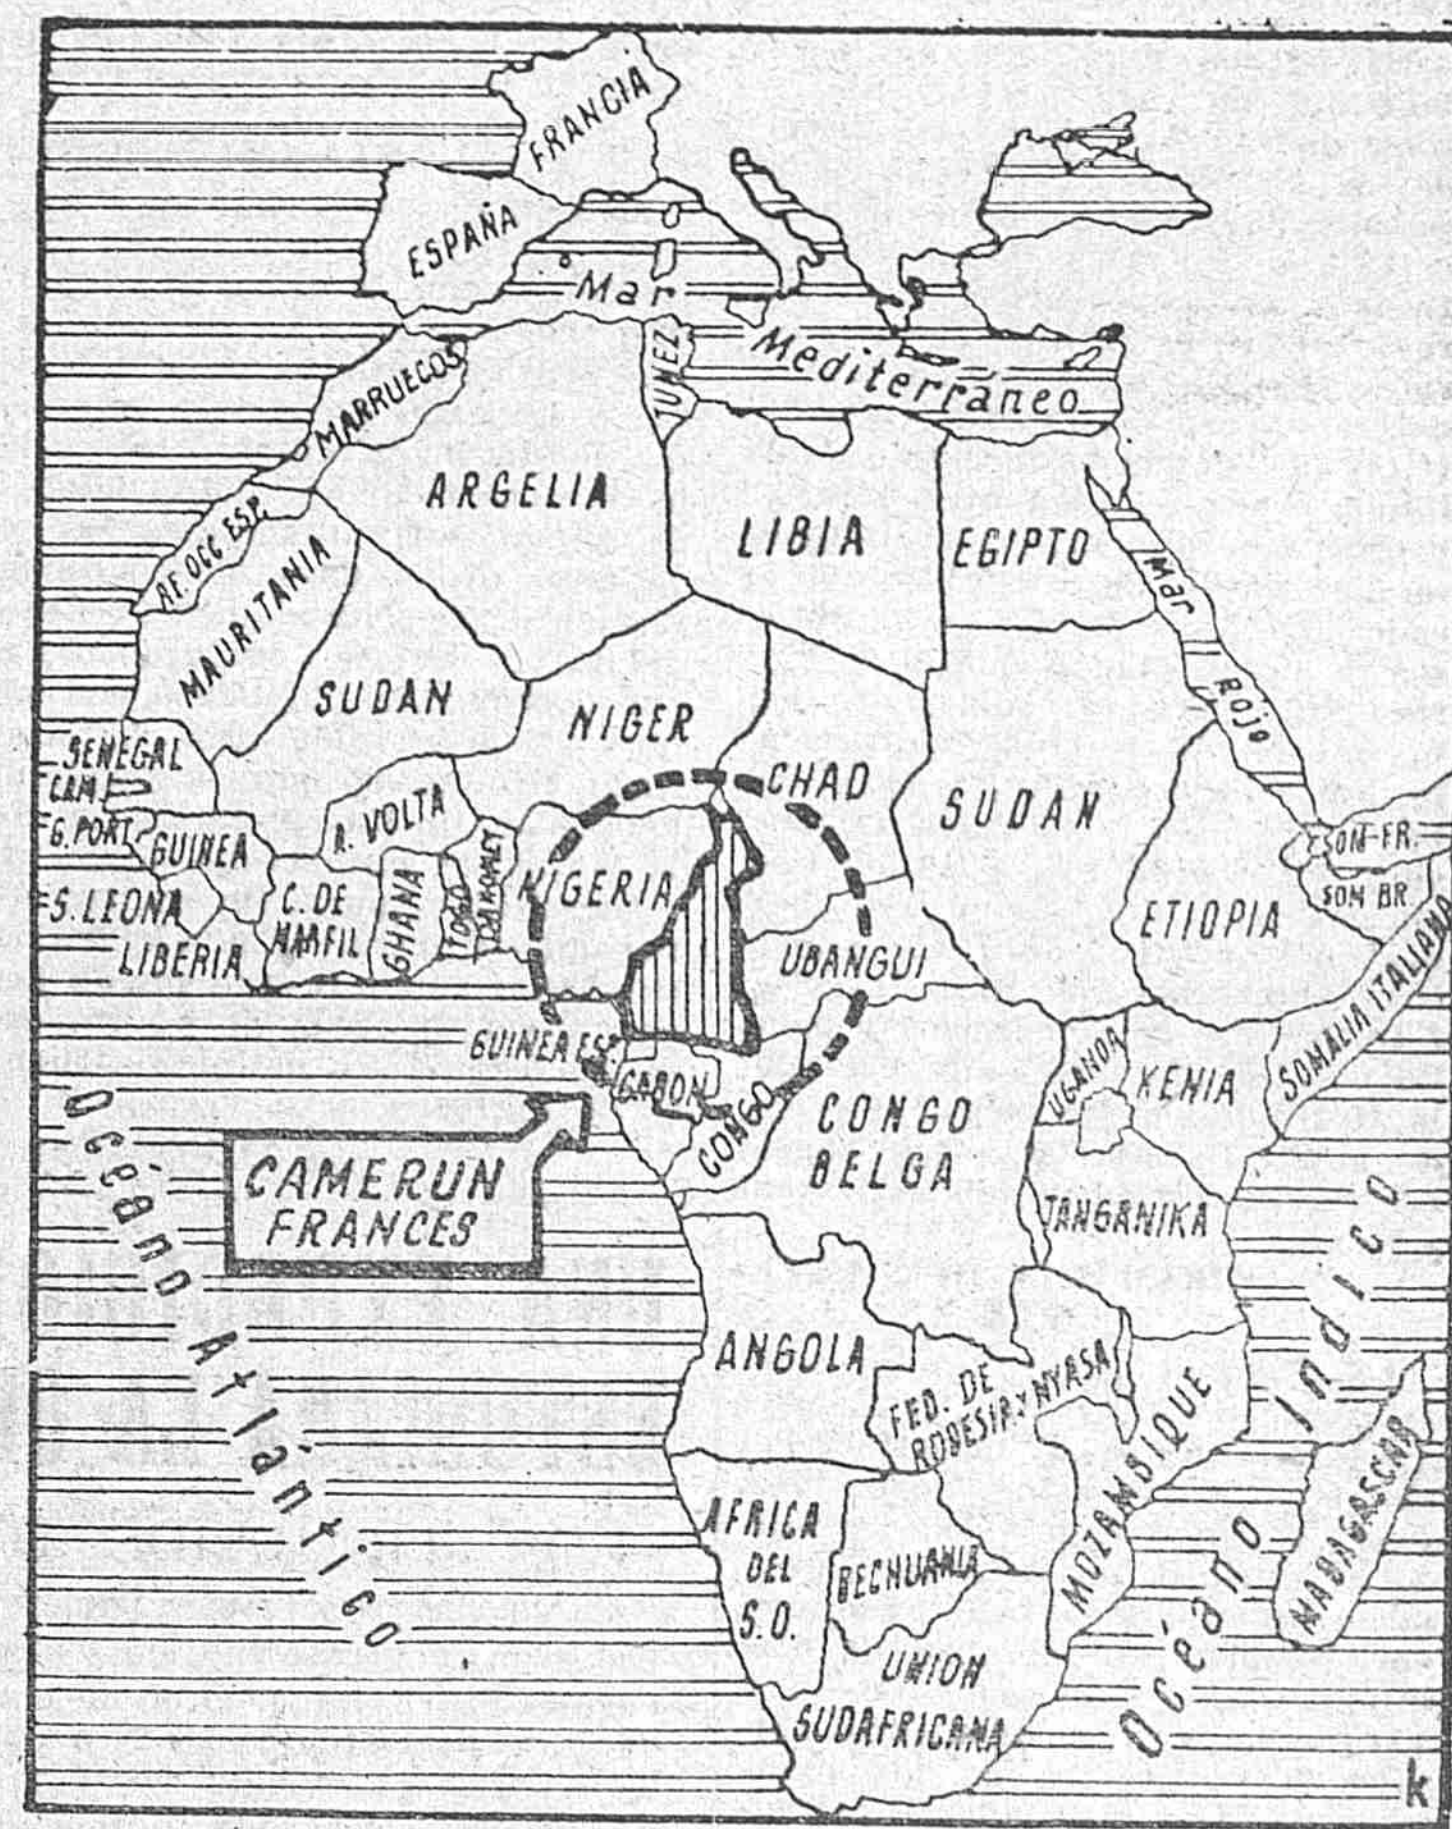 FRANCIA
ESPAÑA
Mar
Mediterráneo
MARRUECOS
TUNEZ
ARGELIA
LIBIA
EGIPTO
AF. OCC. ESP.
MAURITANIA
Mar
Rojo
SUDAN
NIGER
CHAD
SUDAN
SENEGAL
GAM.
G. PORT.
GUINEA
A. VOLTA
S. LEONA
LIBERIA
C. DE
MARFIL
GHANA
TOGO
DAHOMEY
NIGERIA
UBANGUI
ETIOPIA
SOM-FR.
SOM BR.
SOMALIA ITALIANA
GUINEA ESP.
GABON
CONGO
CONGO
BELGA
UGANDA
KENIA
TANGANIKA
CAMERUN
FRANCES
Océano Atlántico
ANGOLA
FED. DE
RODESIA Y NYASA
MOZAMBIQUE
MADAGASCAR
Océano Indico
AFRICA
DEL
S.O.
BECHUANIA
UNION
SUDAFRICANA
k